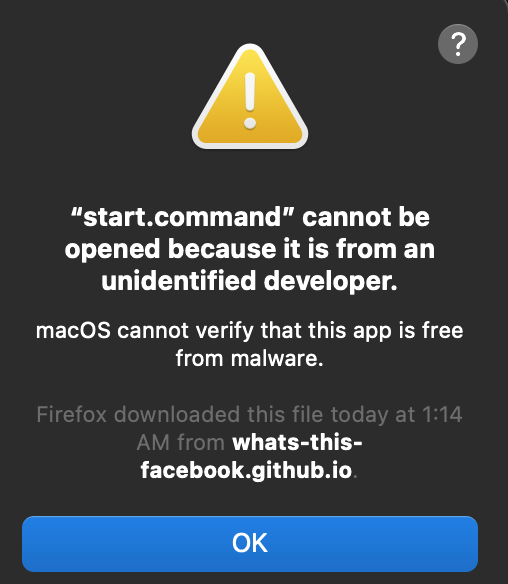 ?
“start.command” cannot be
opened because it is from an
unidentified developer.
macOS cannot verify that this app is free
from malware.
Firefox downloaded this file today at 1:14
AM from whats-this-
facebook.github.io.
OK